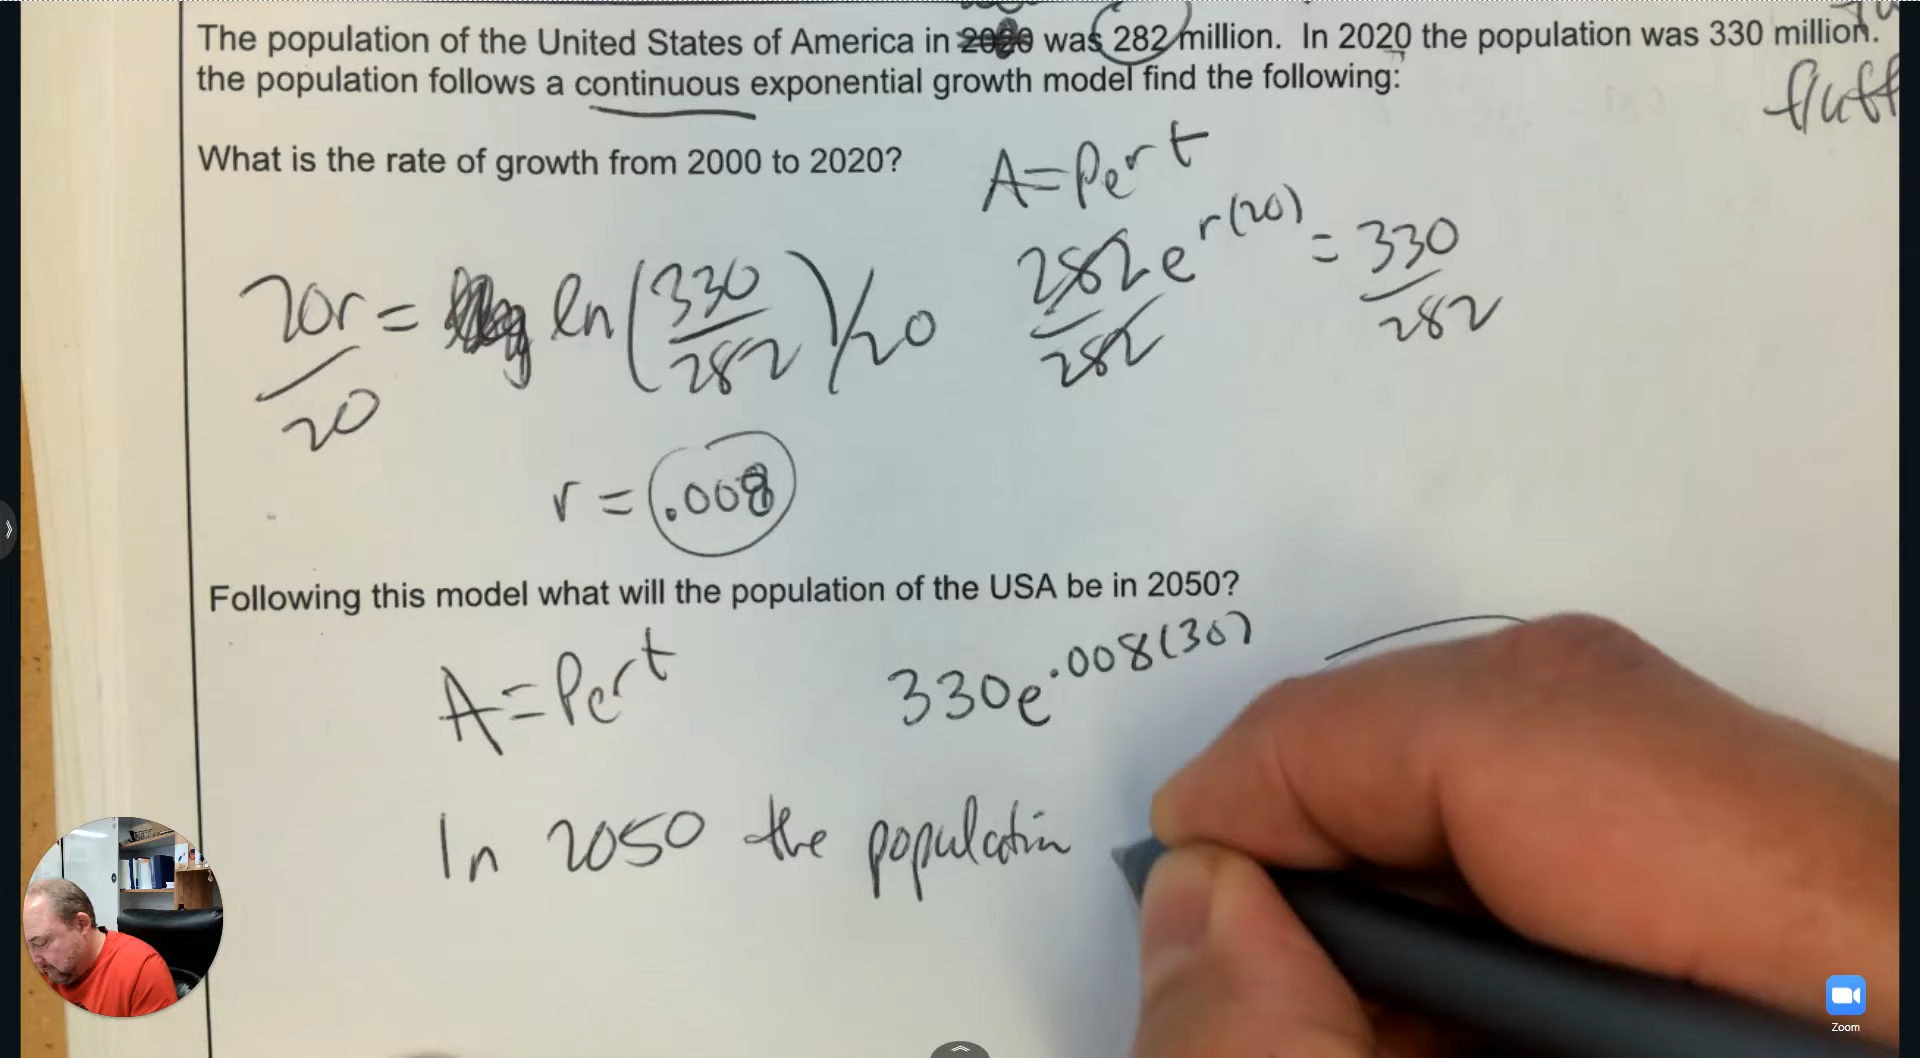 The population of the United States of America in was 282 million. In 2020 the population was 330 million.
the population follows a continuous exponential growth model find the following:
fluff
What is the rate of growth from 2000 to 2020?
A=Pe^rt
282e^r(20) = 330
282 282
20r = ln(330/282)/20
20
r = .008
Following this model what will the population of the USA be in 2050?
A=Pe^rt 330e^.008(30)
In 2050 the population
Zoom